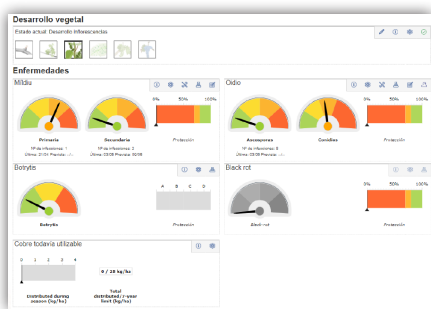 Desarrollo vegetal
Estado actual: Desarrollo inflorescencias
Enfermedades
Mildiu
0% 50% 100%
Primaria
Secundaria
Protección
Nº de infecciones: 1
Nº de infecciones: 2
Oidio
0% 50% 100%
Ascosporas
Conidias
Protección
Nº de infecciones: 5
Botrytis
A B C D
Botrytis
Protección
Black rot
0% 50% 100%
Black-rot
Protección
Cobre todavía utilizable
0 1 2 3 4
0 / 28 kg/ha
Distributed during season (kg/ha)
Total distributed/7-year limit (kg/ha)